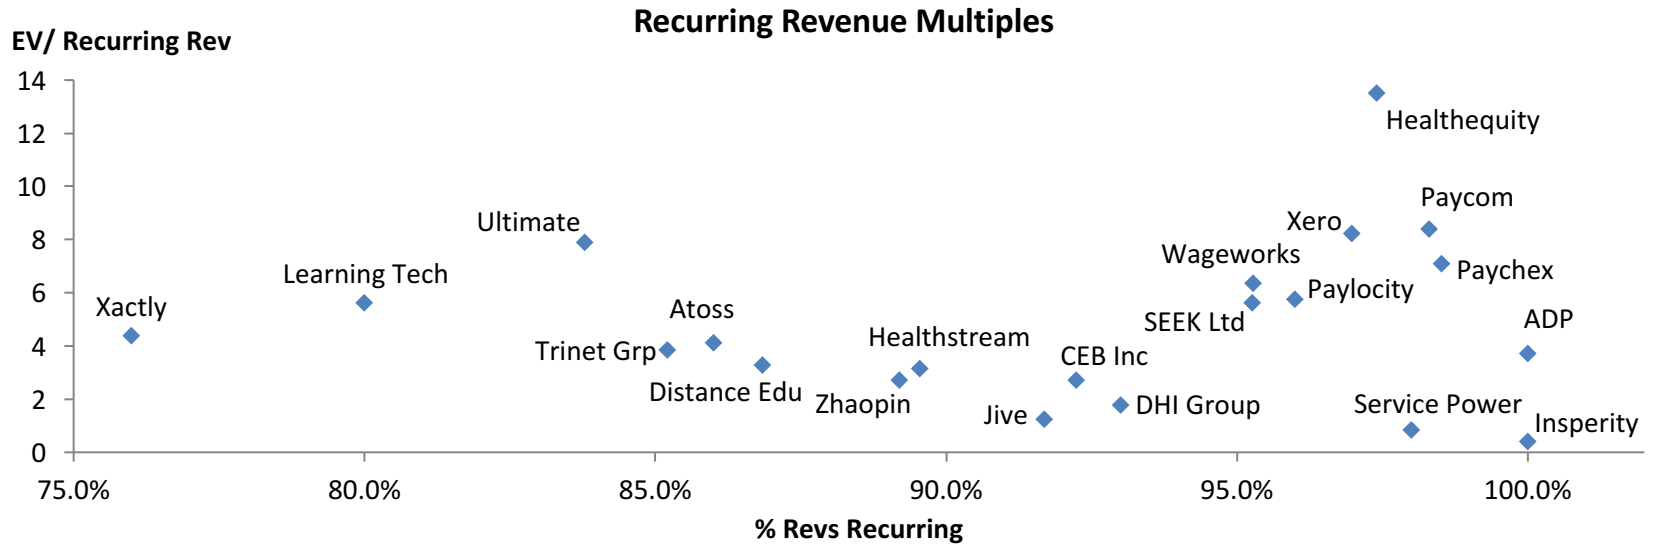 Recurring Revenue Multiples
EV/ Recurring Rev
14
Healthequity
12
10
Paycom
Ultimate
Xero
8
Wageworks
Learning Tech
Paychex
6
Paylocity
Xactly
Atoss
SEEK Ltd
ADP
4
Healthstream
Trinet Grp
CEB Inc
Distance Edu
2
Zhaopin
Jive
DHI Group
Service Power
Insperity
0
75.0% 80.0% 85.0% 90.0% 95.0% 100.0%
% Revs Recurring